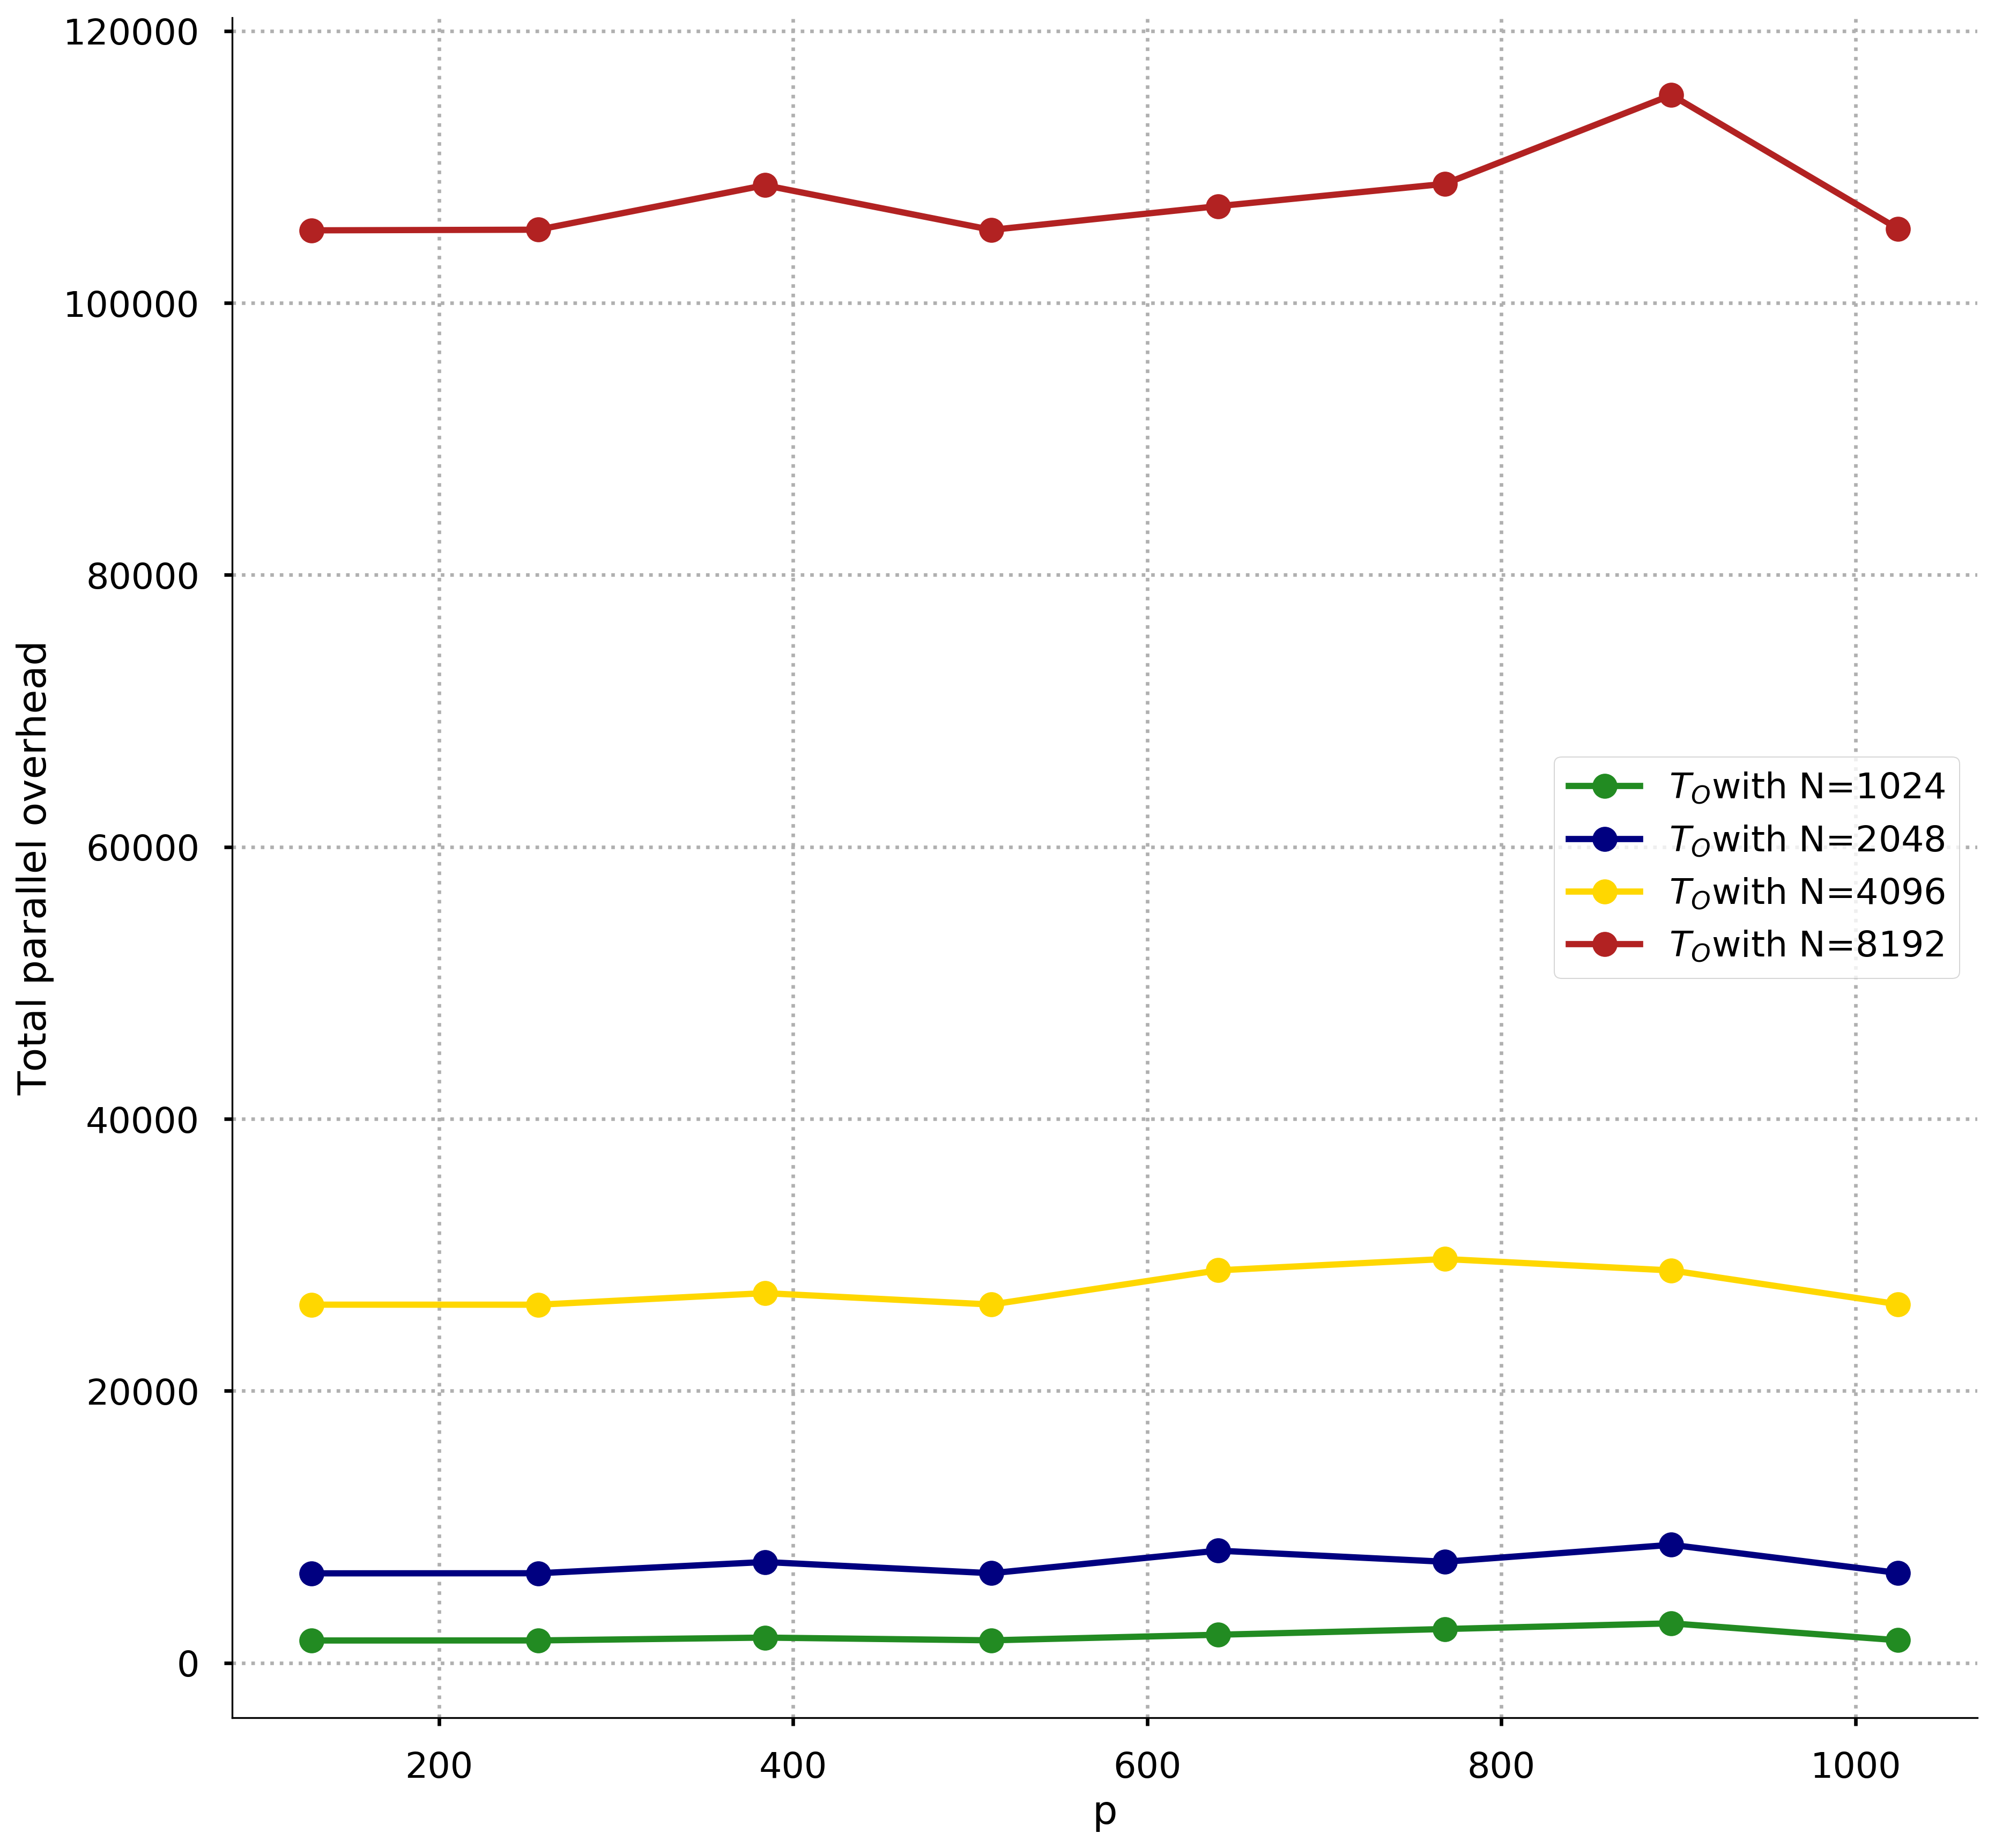 120000
100000
80000
60000
40000
20000
0
Total parallel overhead
T_O with N=1024
T_O with N=2048
T_O with N=4096
T_O with N=8192
200 400 600 800 1000
p